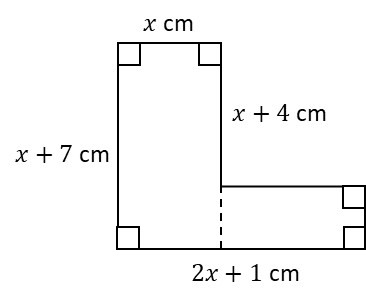 x cm
x + 4 cm
x + 7 cm
2x + 1 cm